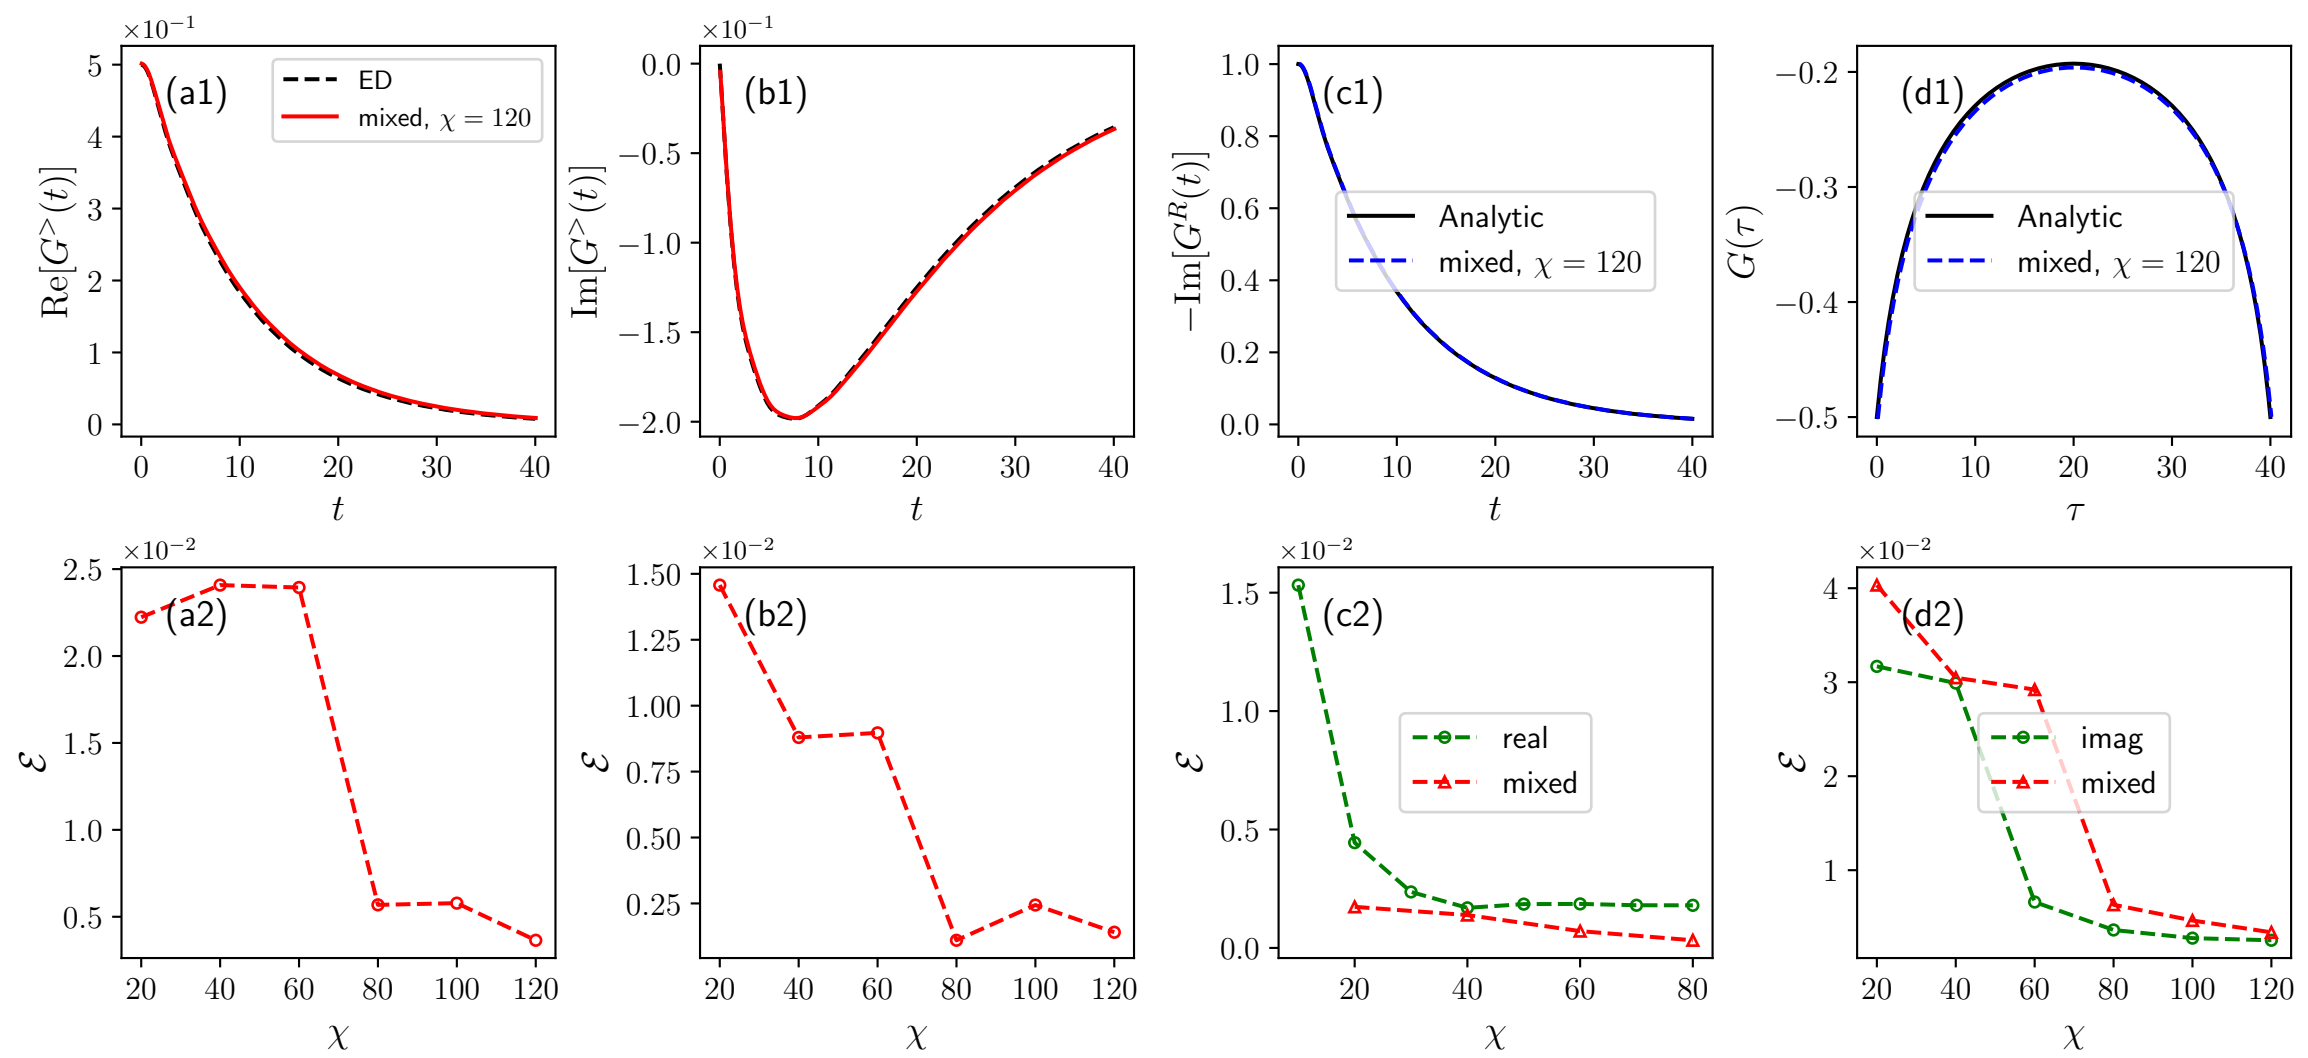 ×10⁻¹
Re[G^>(t)]
5
4
3
2
1
0
(a1)
ED
mixed, χ = 120
0 10 20 30 40
t
×10⁻¹
Im[G^>(t)]
0.0
−0.5
−1.0
−1.5
−2.0
(b1)
0 10 20 30 40
t
−Im[G^R(t)]
1.0
0.8
0.6
0.4
0.2
0.0
(c1)
Analytic
mixed, χ = 120
0 10 20 30 40
t
G(τ)
−0.2
−0.3
−0.4
−0.5
(d1)
Analytic
mixed, χ = 120
0 10 20 30 40
τ
×10⁻²
ℰ
2.5
2.0
1.5
1.0
0.5
(a2)
20 40 60 80 100 120
χ
×10⁻²
ℰ
1.50
1.25
1.00
0.75
0.50
0.25
(b2)
20 40 60 80 100 120
χ
×10⁻²
ℰ
1.5
1.0
0.5
0.0
(c2)
real
mixed
20 40 60 80
χ
×10⁻²
ℰ
4
3
2
1
(d2)
imag
mixed
20 40 60 80 100 120
χ